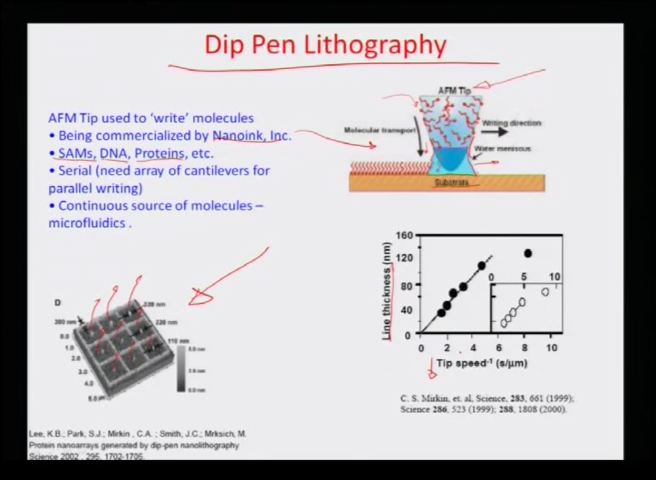 Dip Pen Lithography
AFM Tip used to 'write' molecules
• Being commercialized by Nanoink, Inc.
• SAMs, DNA, Proteins, etc.
• Serial (need array of cantilevers for
parallel writing)
• Continuous source of molecules –
microfluidics .
AFM Tip
Molecular transport
Writing direction
Water meniscus
Substrate
160
120
80
40
0
Line thickness (nm)
0 5 10
0 2 4 6 8 10
Tip speed⁻¹ (s/μm)
C. S. Mirkin, et. al, Science, 283, 661 (1999);
Science 286, 523 (1999); 288, 1808 (2000).
D
Lee, K.B.; Park, S.J.; Mirkin , C.A. ; Smith, J.C.; Mrksich, M.
Protein nanoarrays generated by dip-pen nanolithography
Science 2002 , 295, 1702-1705.